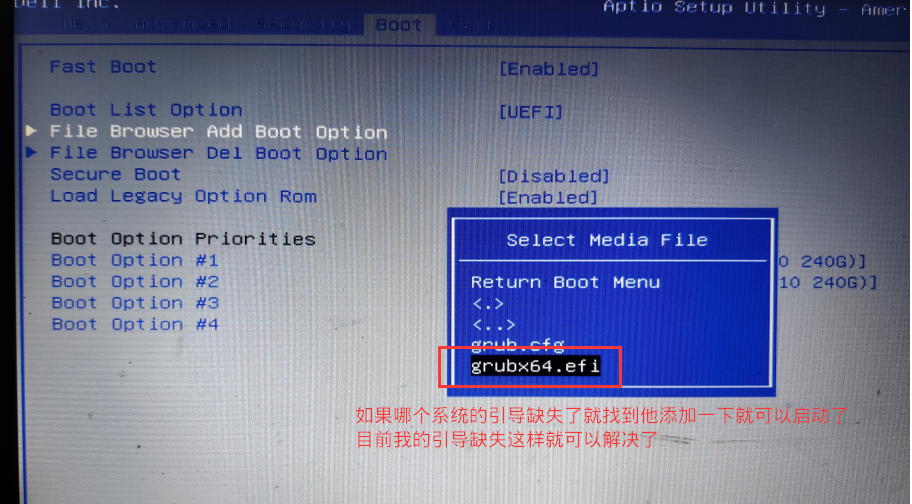 Dell Inc.
Aptio Setup Utility - Amer
Main Advanced Security Boot Exit
Fast Boot [Enabled]
Boot List Option [UEFI]
File Browser Add Boot Option
File Browser Del Boot Option
Secure Boot [Disabled]
Load Legacy Option Rom [Enabled]
Boot Option Priorities
Boot Option #1 0 240G)]
Boot Option #2 10 240G)]
Boot Option #3
Boot Option #4
Select Media File
Return Boot Menu
<.>
<..>
grub.cfg
grubx64.efi
如果哪个系统的引导缺失了就找到他添加一下就可以启动了
目前我的引导缺失这样就可以解决了